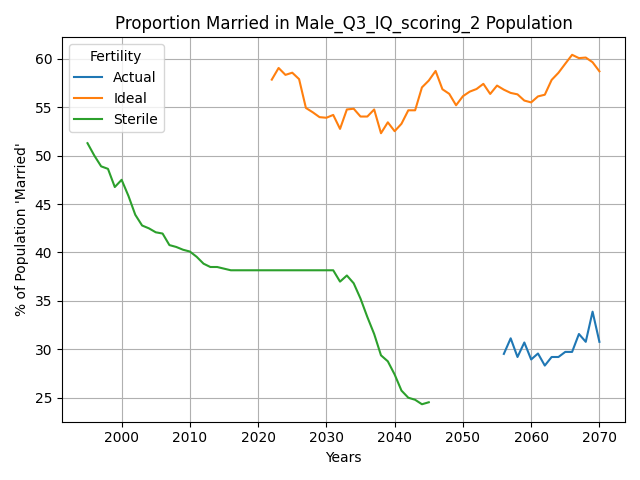 Proportion Married in Male_Q3_IQ_scoring_2 Population
% of Population 'Married'
60
55
50
45
40
35
30
25
Fertility
Actual
Ideal
Sterile
2000 2010 2020 2030 2040 2050 2060 2070
Years